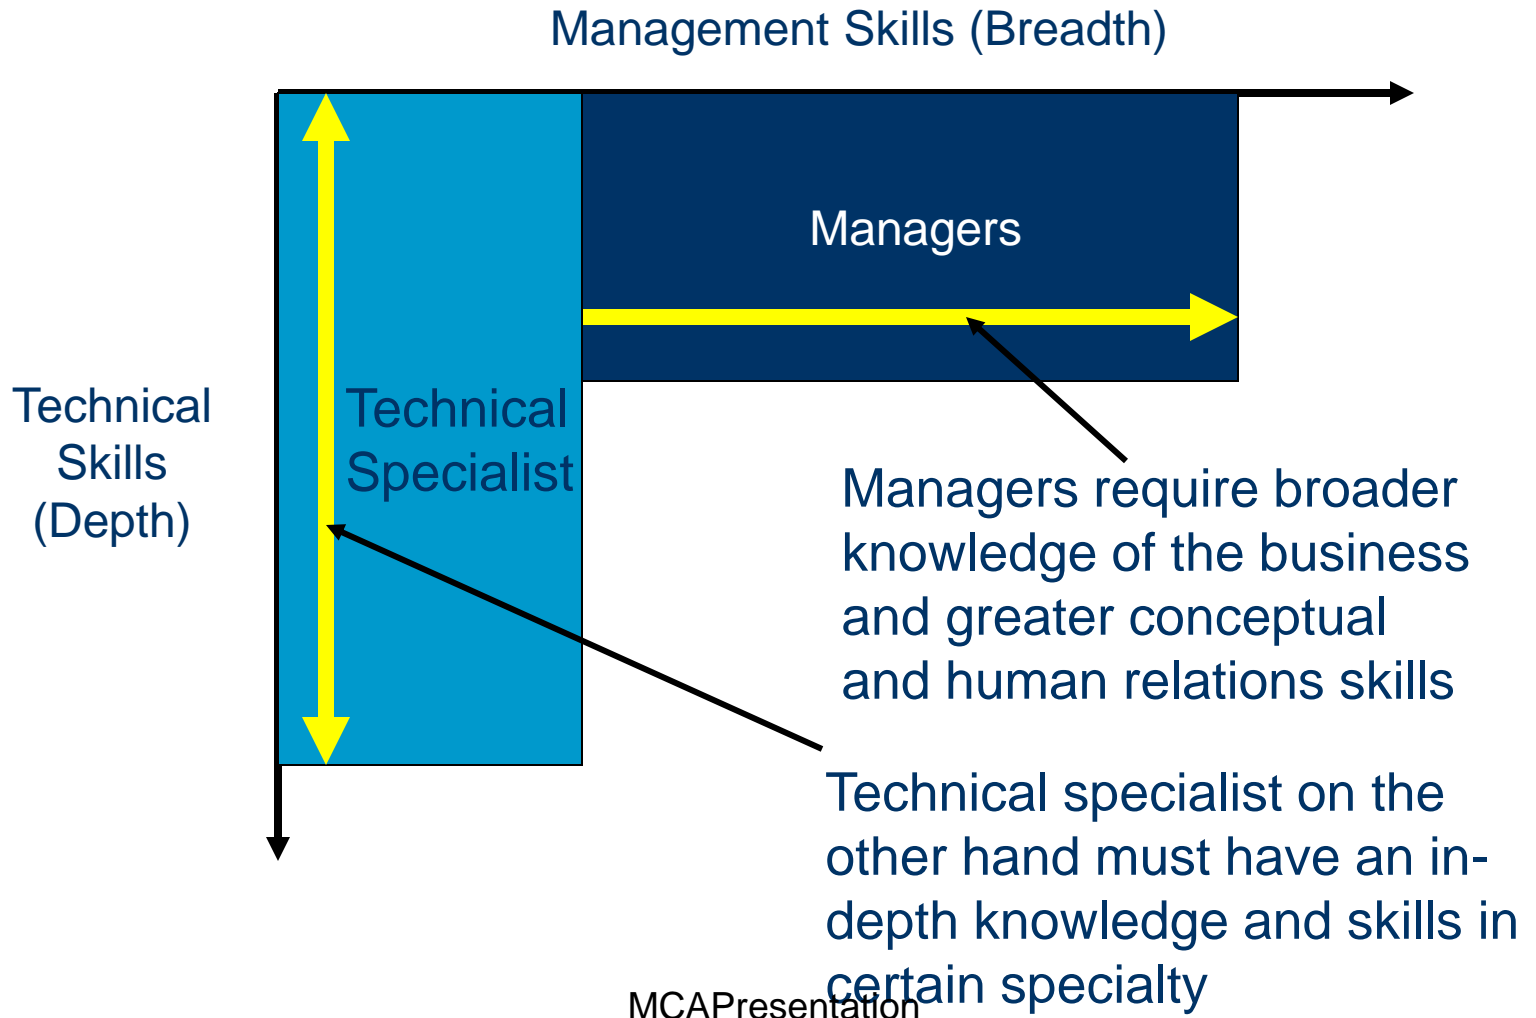 Management Skills (Breadth)
Managers
Technical
Skills
(Depth)
Technical
Specialist
Managers require broader
knowledge of the business
and greater conceptual
and human relations skills
Technical specialist on the
other hand must have an in-
depth knowledge and skills in
certain specialty
MCAPresentation